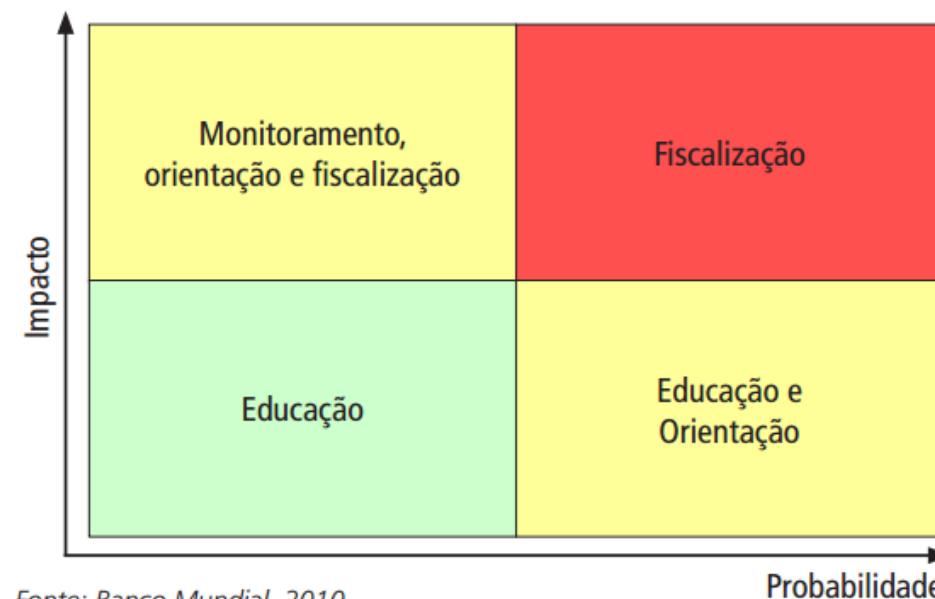 Monitoramento,
orientação e fiscalização
Fiscalização
Impacto
Educação
Educação e
Orientação
Probabilidade
Fonte: Banco Mundial, 2010